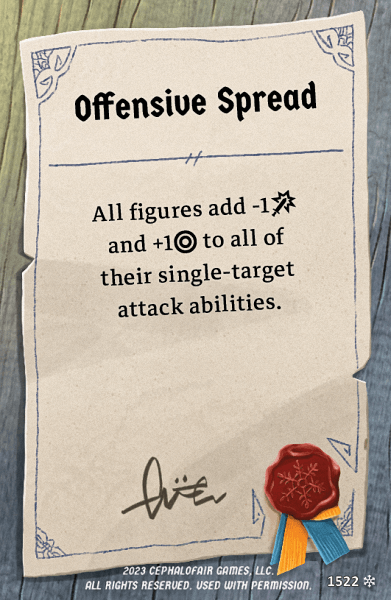 Offensive Spread
All figures add -1
and +1 to all of
their single-target
attack abilities.
2023 CEPHALOFAIR GAMES, LLC.
ALL RIGHTS RESERVED. USED WITH PERMISSION.
1522